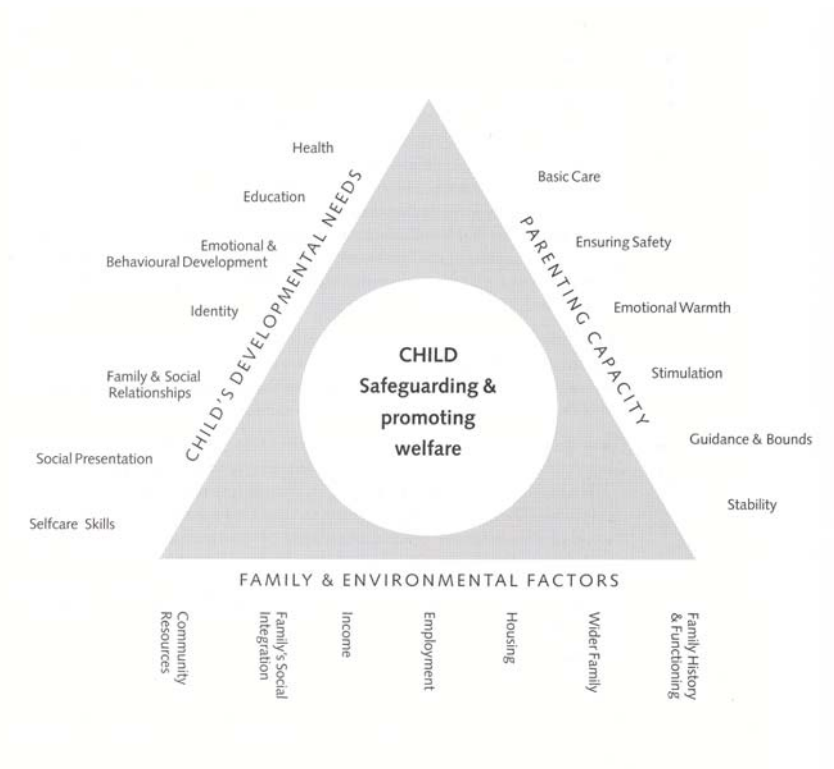 Health
Education
Emotional &
Behavioural Development
Identity
Family & Social
Relationships
Social Presentation
Selfcare Skills
CHILD'S DEVELOPMENTAL NEEDS
Basic Care
Ensuring Safety
Emotional Warmth
Stimulation
Guidance & Bounds
Stability
PARENTING CAPACITY
CHILD
Safeguarding &
promoting
welfare
FAMILY & ENVIRONMENTAL FACTORS
Community
Resources
Family's Social
Integration
Income
Employment
Housing
Wider Family
Family History
& Functioning